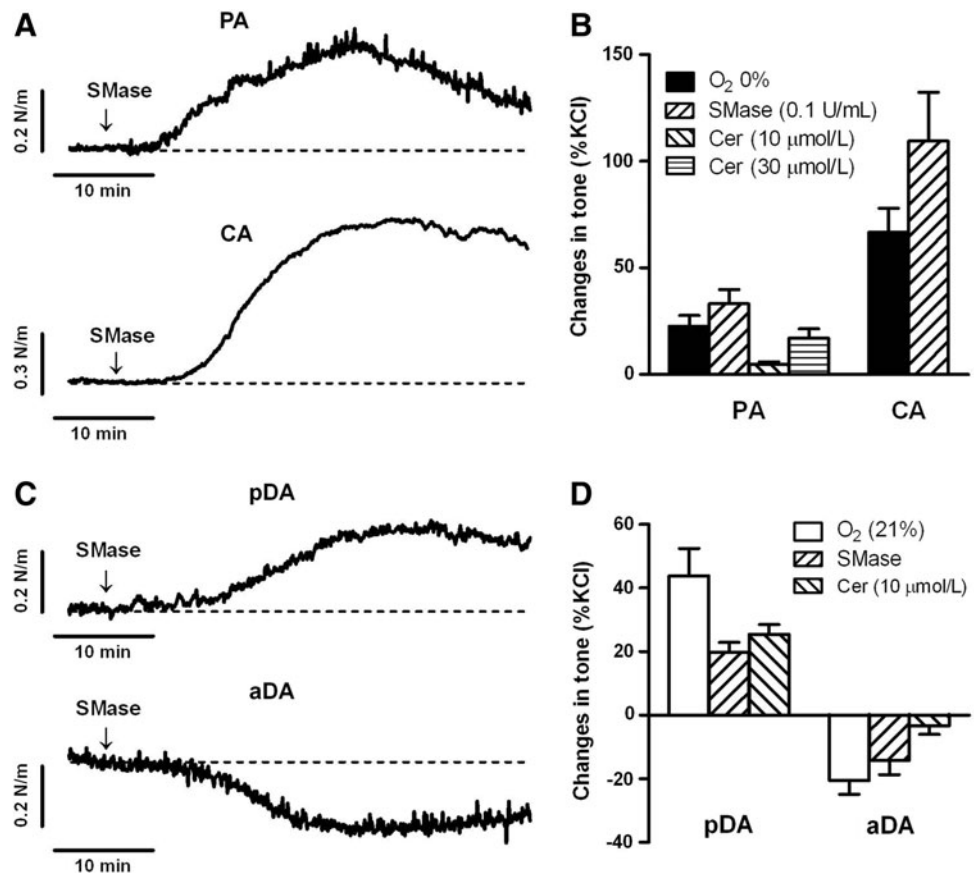 A
PA
SMase
0.2 N/m
10 min
CA
SMase
0.3 N/m
10 min
B
150
100
50
0
Changes in tone (%KCl)
O₂ 0%
SMase (0.1 U/mL)
Cer (10 μmol/L)
Cer (30 μmol/L)
PA CA
C
pDA
SMase
0.2 N/m
10 min
aDA
SMase
0.2 N/m
10 min
D
60
40
20
0
-20
-40
Changes in tone (%KCl)
O₂ (21%)
SMase
Cer (10 μmol/L)
pDA aDA